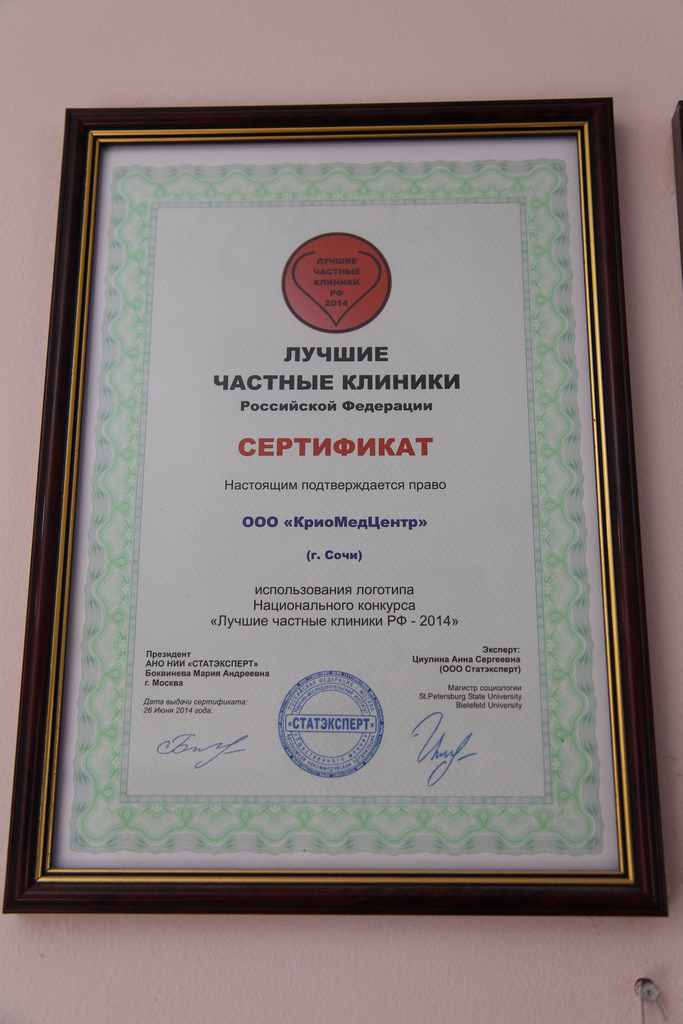 ЛУЧШИЕ
ЧАСТНЫЕ
КЛИНИКИ
РФ
2014
ЛУЧШИЕ
ЧАСТНЫЕ КЛИНИКИ
Российской Федерации
СЕРТИФИКАТ
Настоящим подтверждается право
ООО «КриоМедЦентр»
(г. Сочи)
использования логотипа
Национального конкурса
«Лучшие частные клиники РФ - 2014»
Президент
АНО НИИ «СТАТЭКСПЕРТ»
Боквинева Мария Андреевна
г. Москва
Дата выдачи сертификата:
26 Июня 2014 года.
Эксперт:
Циулина Анна Сергеевна
(ООО Статэксперт)
Магистр социологии
St.Petersburg State University
Bielefeld University
«СТАТЭКСПЕРТ»